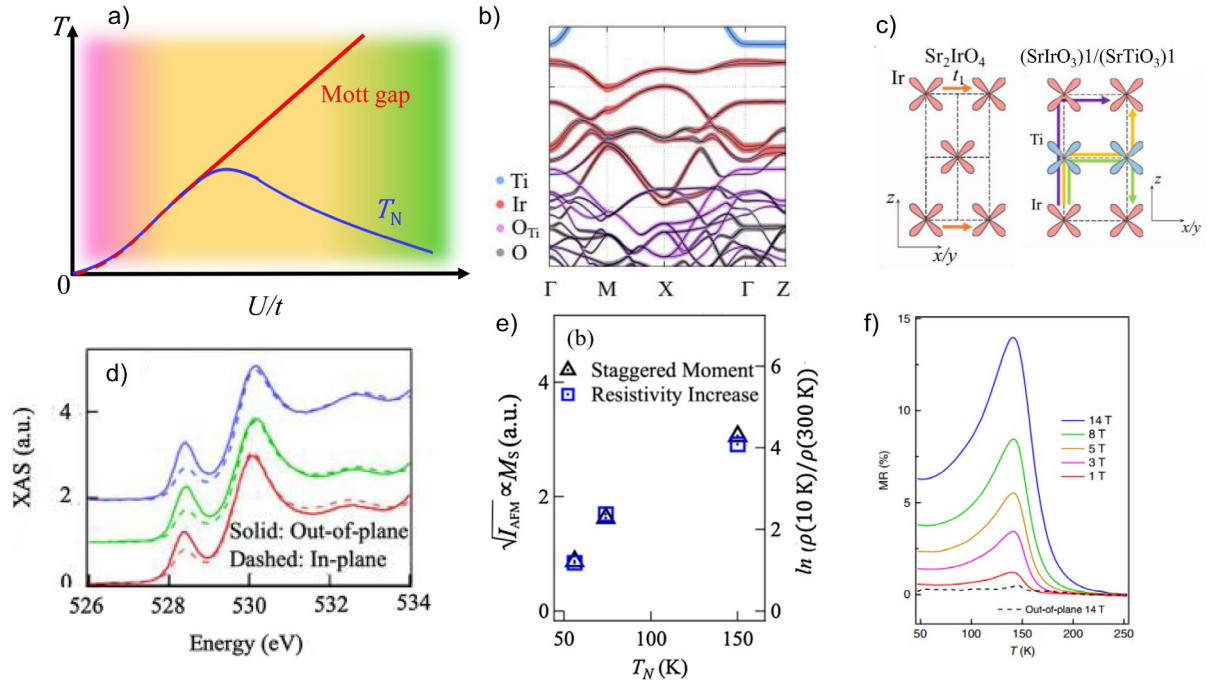 a)
T
Mott gap
T_N
0
U/t
b)
Ti
Ir
O_Ti
O
Γ M X Γ Z
c)
Sr₂IrO₄ (SrIrO₃)1/(SrTiO₃)1
Ir t₁
Ti
Ir
z
x/y
z
x/y
d)
XAS (a.u.)
4
2
0
Solid: Out-of-plane
Dashed: In-plane
526 528 530 532 534
Energy (eV)
e)
(b)
Staggered Moment
Resistivity Increase
√I_AFM ∝ M_S (a.u.)
4
2
0
ln (ρ(10 K)/ρ(300 K))
6
4
2
0
50 100 150
T_N (K)
f)
MR (%)
15
10
5
0
14 T
8 T
5 T
3 T
1 T
Out-of-plane 14 T
50 100 150 200 250
T (K)